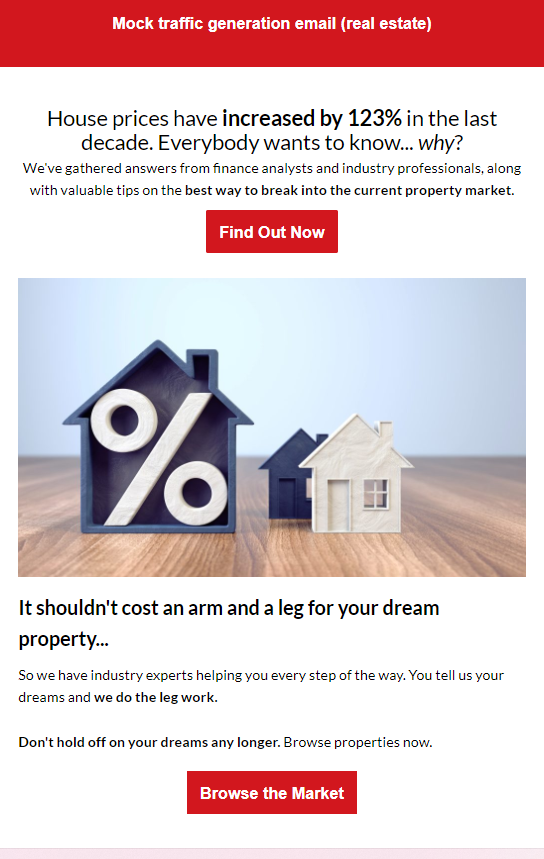 Mock traffic generation email (real estate)
House prices have increased by 123% in the last
decade. Everybody wants to know... why?
We've gathered answers from finance analysts and industry professionals, along
with valuable tips on the best way to break into the current property market.
Find Out Now
%
It shouldn't cost an arm and a leg for your dream
property...
So we have industry experts helping you every step of the way. You tell us your
dreams and we do the leg work.
Don't hold off on your dreams any longer. Browse properties now.
Browse the Market